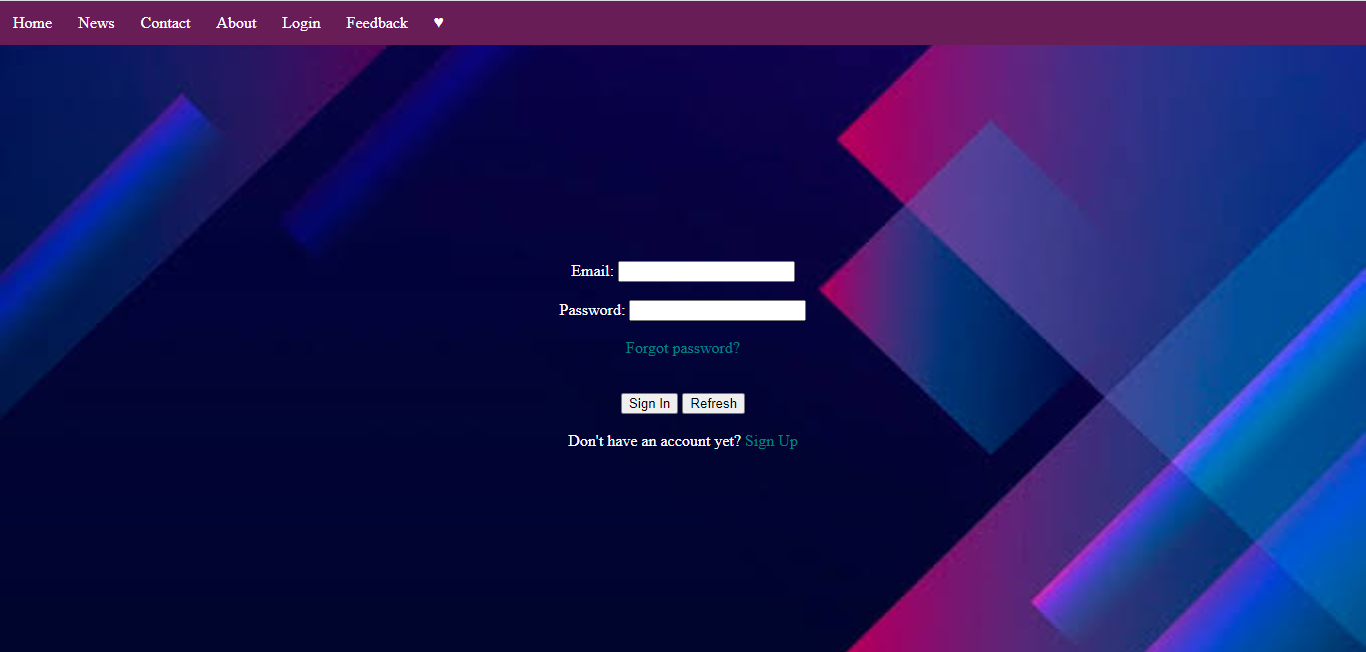 Home News Contact About Login Feedback ♥
Email:
Password:
Forgot password?
Sign In Refresh
Don't have an account yet? Sign Up